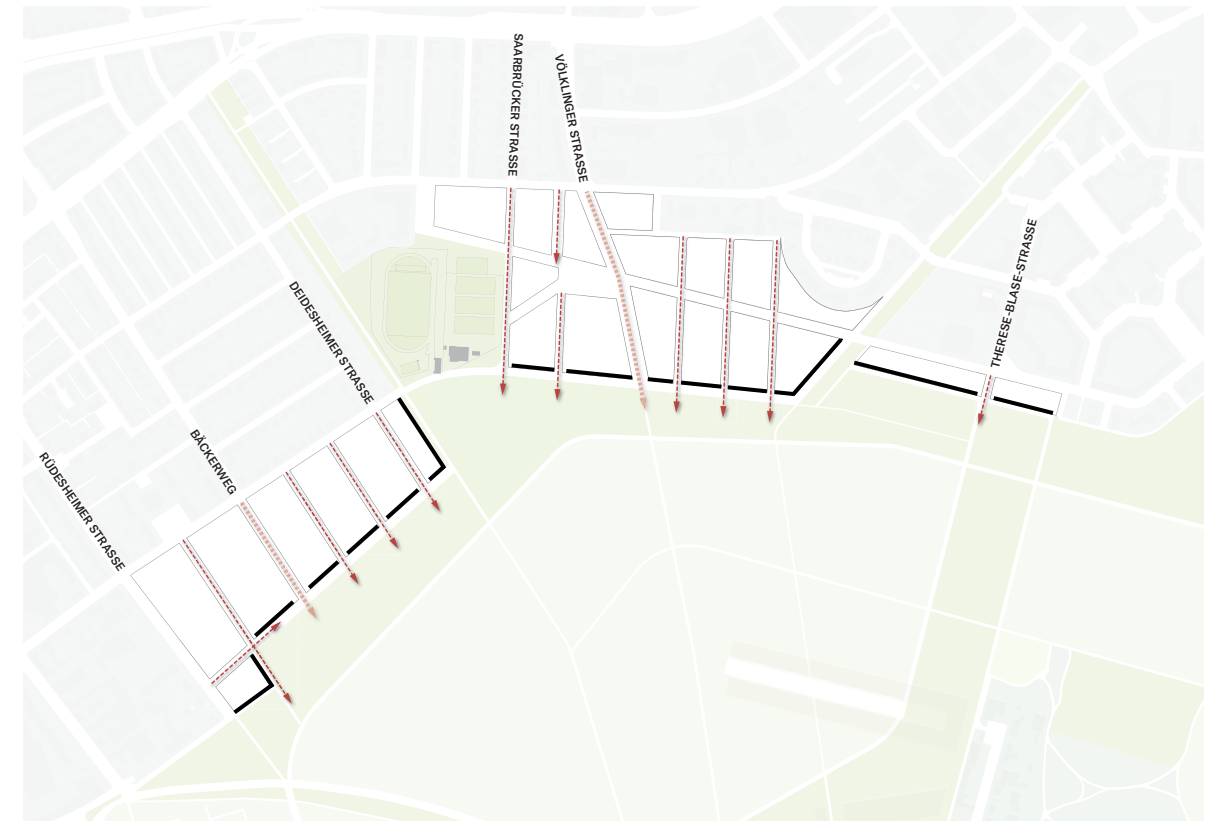 SAARBRÜCKER STRASSE
VÖLKLINGER STRASSE
THERESE-BLASE-STRASSE
DEIDESHEIMER STRASSE
BÄCKERWEG
RÜDESHEIMER STRASSE